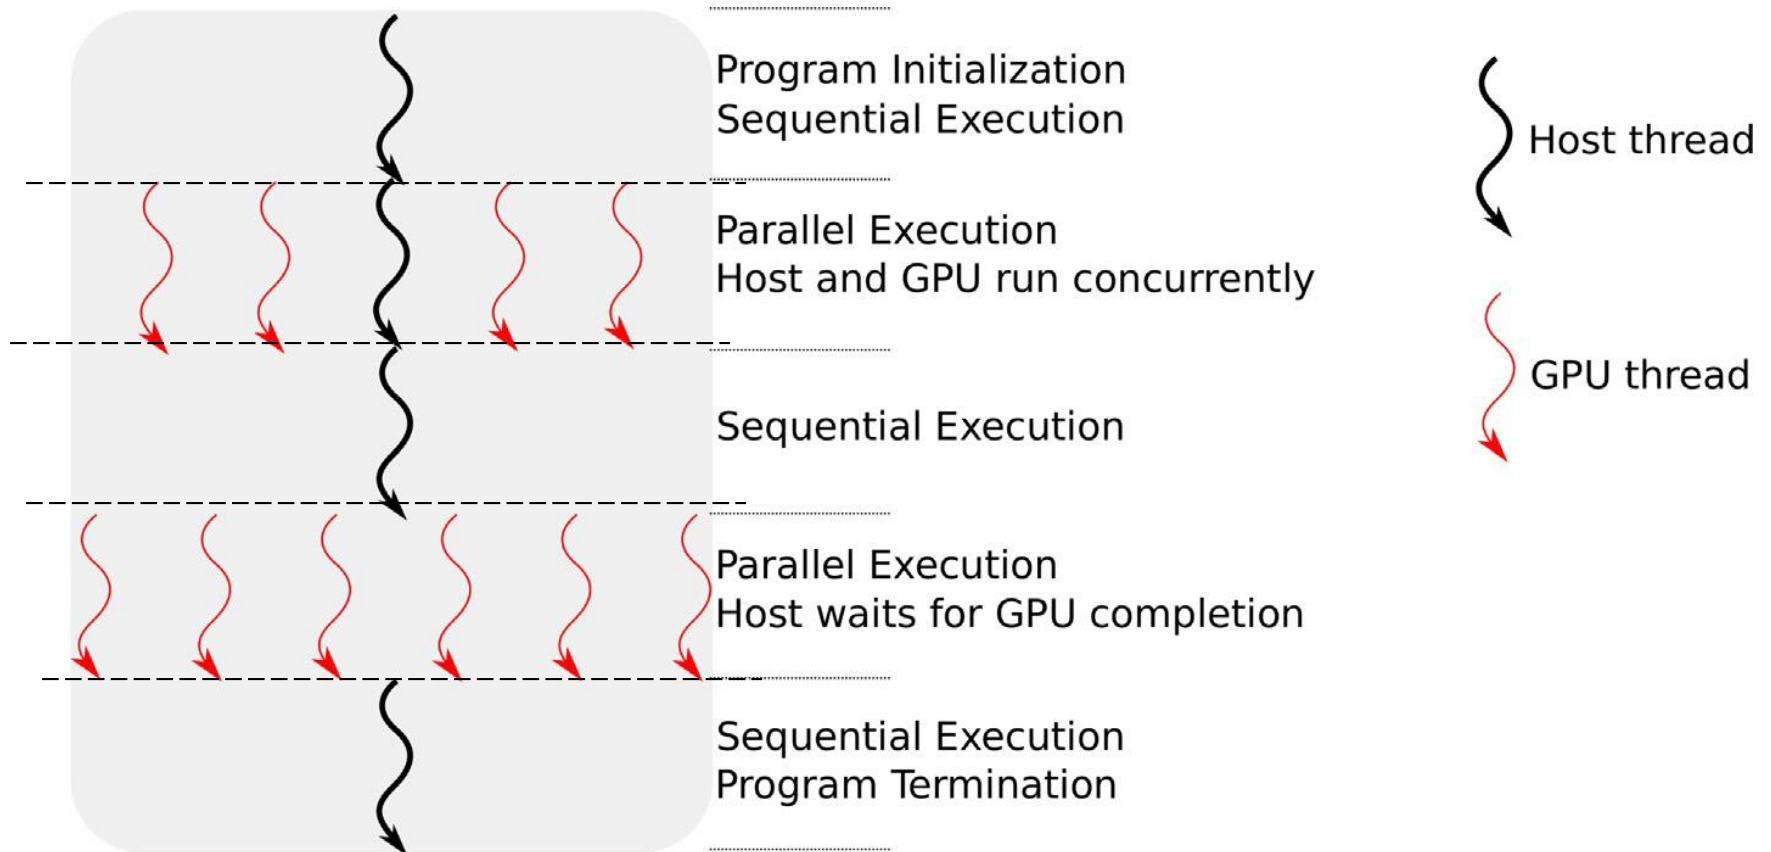 Program Initialization
Sequential Execution
Parallel Execution
Host and GPU run concurrently
Sequential Execution
Parallel Execution
Host waits for GPU completion
Sequential Execution
Program Termination
Host thread
GPU thread